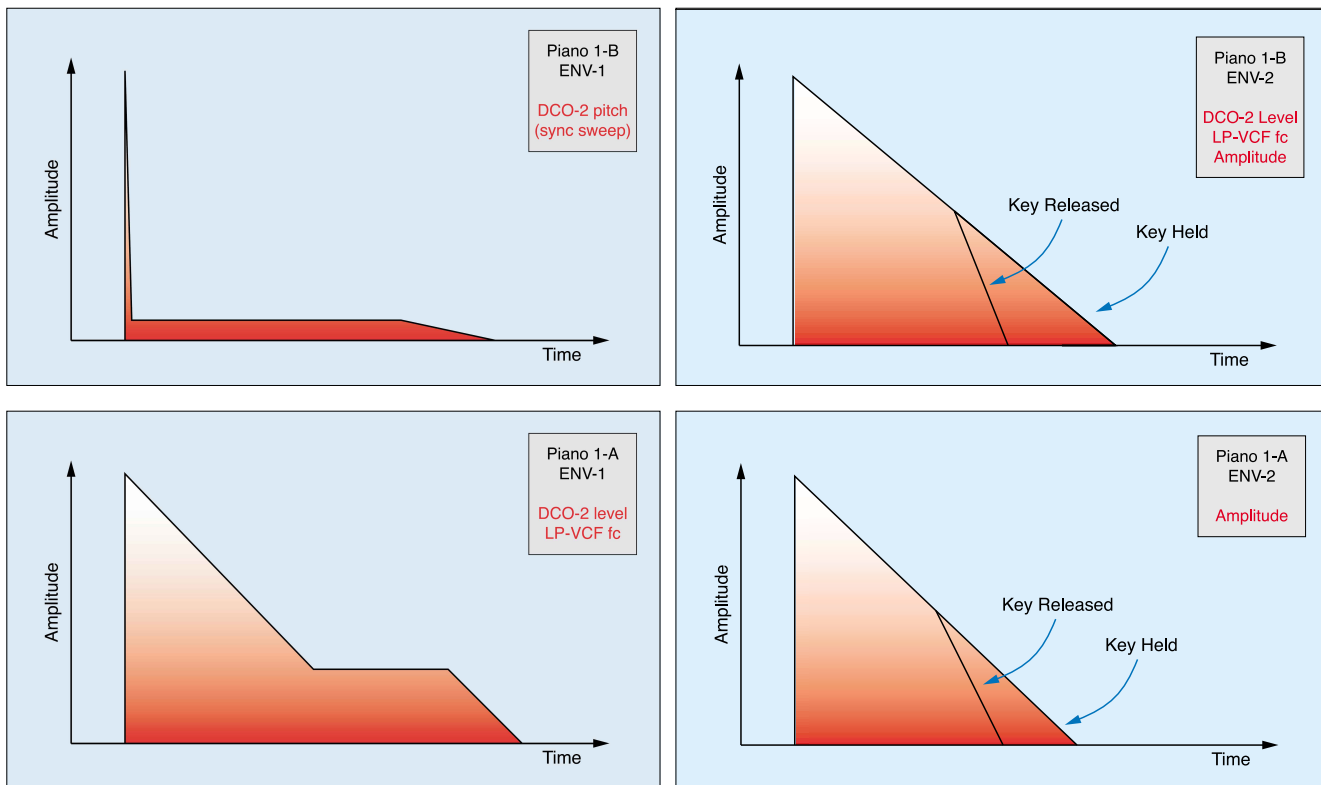 Piano 1-B
ENV-1
DCO-2 pitch
(sync sweep)
Amplitude
Time
Piano 1-B
ENV-2
DCO-2 Level
LP-VCF fc
Amplitude
Key Released
Key Held
Amplitude
Time
Piano 1-A
ENV-1
DCO-2 level
LP-VCF fc
Amplitude
Time
Piano 1-A
ENV-2
Amplitude
Key Released
Key Held
Amplitude
Time